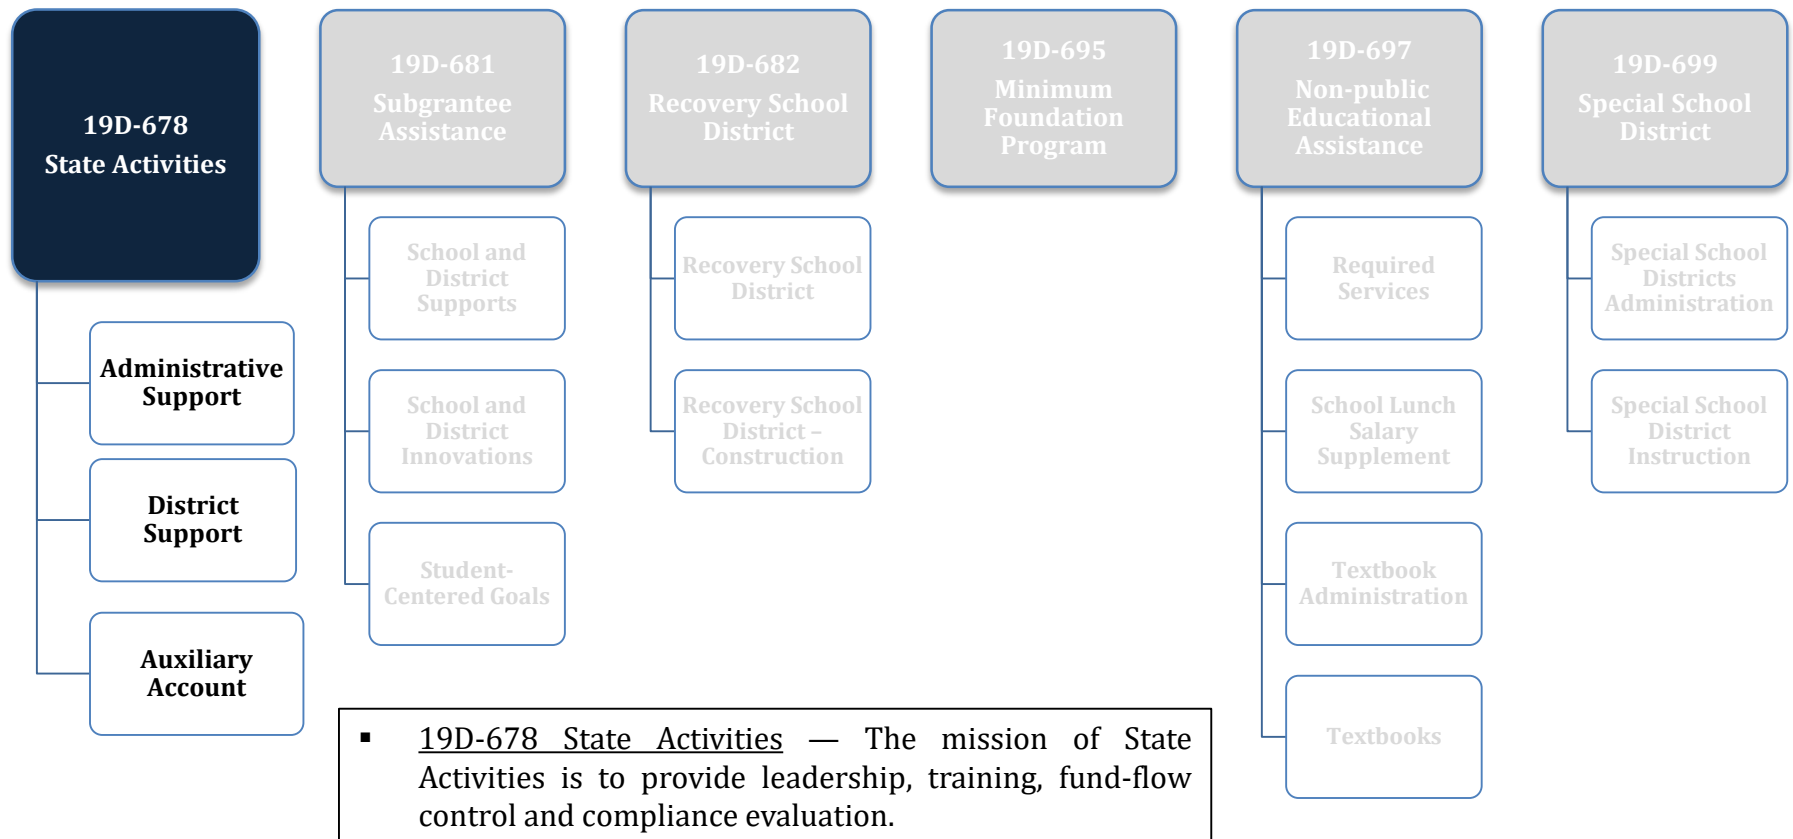 19D-678
State Activities
Administrative
Support
District
Support
Auxiliary
Account
19D-681
Subgrantee
Assistance
School and
District
Supports
School and
District
Innovations
Student-
Centered Goals
19D-682
Recovery School
District
Recovery School
District
Recovery School
District –
Construction
19D-695
Minimum
Foundation
Program
19D-697
Non-public
Educational
Assistance
Required
Services
School Lunch
Salary
Supplement
Textbook
Administration
Textbooks
19D-699
Special School
District
Special School
Districts
Administration
Special School
District
Instruction
▪ 19D-678 State Activities — The mission of State
Activities is to provide leadership, training, fund-flow
control and compliance evaluation.